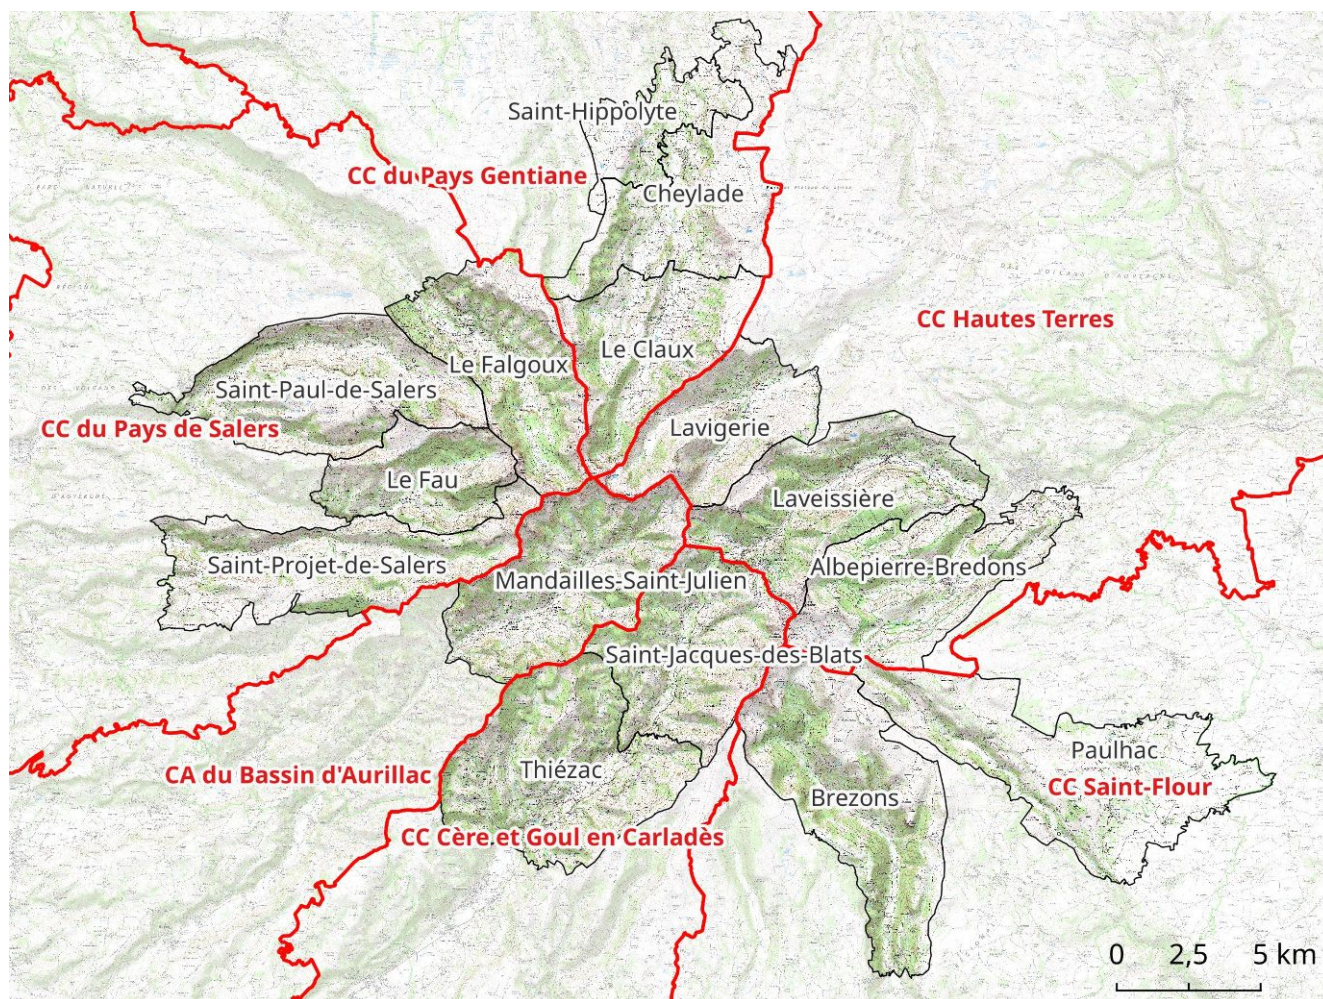 Saint-Hippolyte
CC du Pays Gentiane
Cheylade
CC Hautes Terres
Le Claux
Le Falgoux
Saint-Paul-de-Salers
CC du Pays de Salers
Lavigerie
Le Fau
Laveissière
Saint-Projet-de-Salers
Mandailles-Saint-Julien
Albepierre-Bredons
Saint-Jacques-des-Blats
Paulhac
Thiézac
CA du Bassin d'Aurillac
CC Saint-Flour
Brezons
CC Cère et Goul en Carladès
0 2,5 5 km